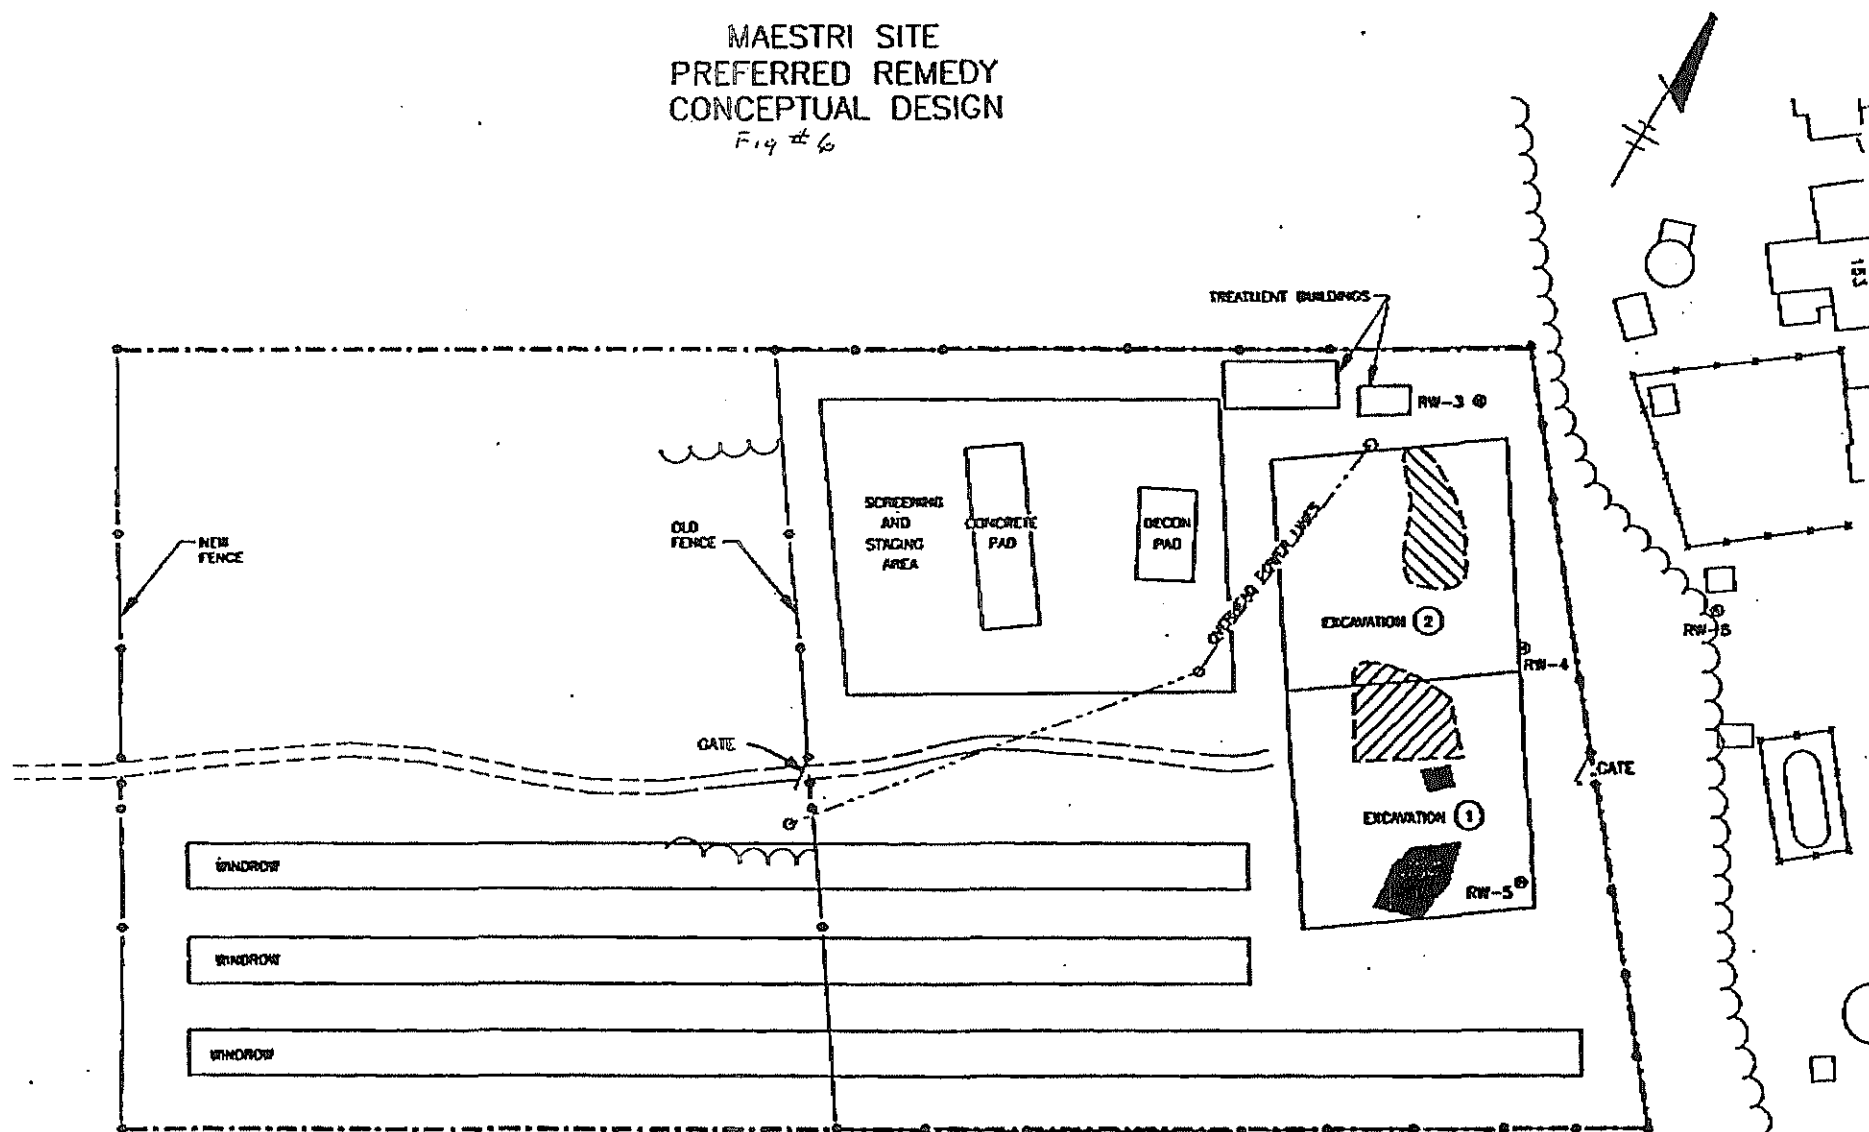 MAESTRI SITE
PREFERRED REMEDY
CONCEPTUAL DESIGN
Fig # 6
TREATMENT BUILDINGS
153
RW-3
NEW
FENCE
OLD
FENCE
SCREENING
AND
STAGING
AREA
CONCRETE
PAD
DECON
PAD
OVERHEAD POWER LINES
EXCAVATION 2
RW-4
GATE
GATE
EXCAVATION 1
RW-5
WINDROW
WINDROW
WINDROW